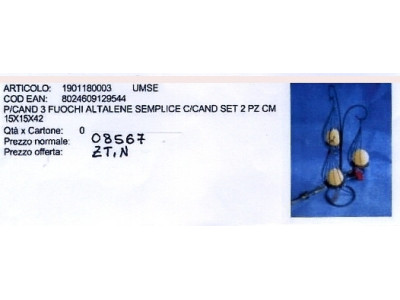 ARTICOLO: 1901180003 UMSE
COD EAN: 8024609129544
P/CAND 3 FUOCHI ALTALENE SEMPLICE C/CAND SET 2 PZ CM
15X15X42
Qtà x Cartone: 0
Prezzo normale: 08567
Prezzo offerta: ZT,N